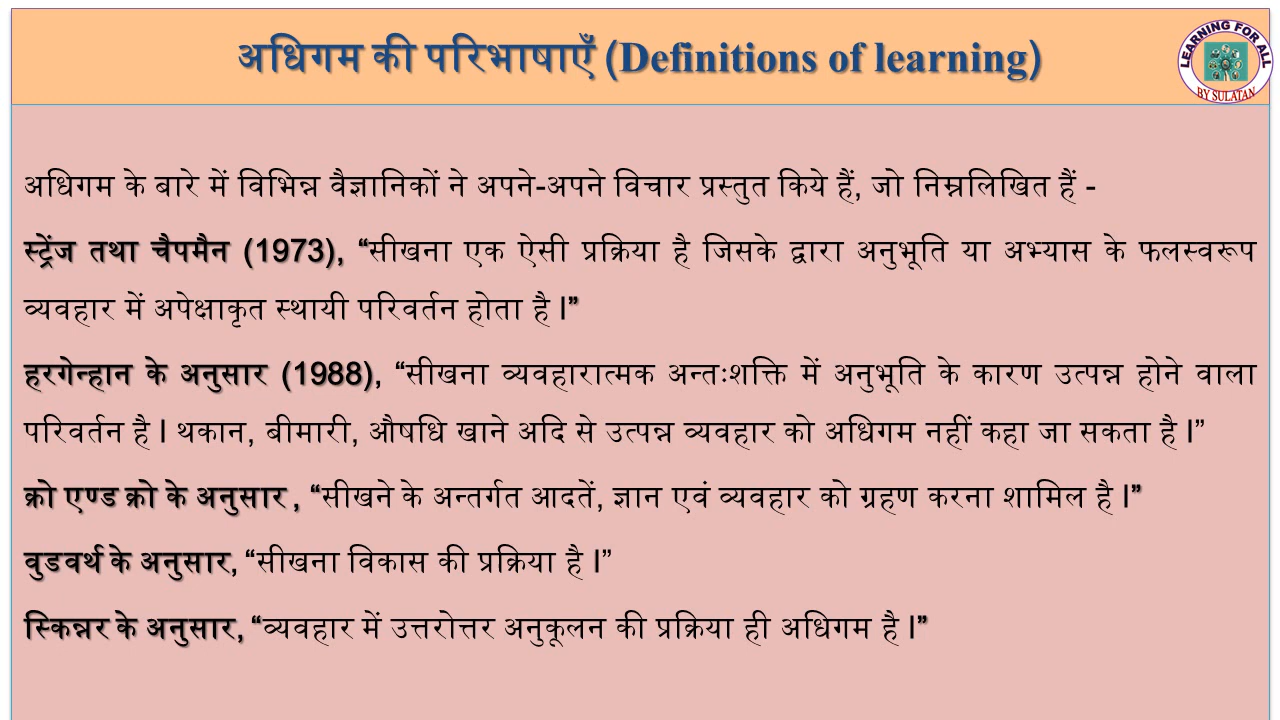 अधिगम की परिभाषाएँ (Definitions of learning)
LEARNING FOR ALL
BY SULATAN
अधिगम के बारे में विभिन्न वैज्ञानिकों ने अपने-अपने विचार प्रस्तुत किये हैं, जो निम्नलिखित हैं -
स्ट्रेंज तथा चैपमैन (1973), “सीखना एक ऐसी प्रक्रिया है जिसके द्वारा अनुभूति या अभ्यास के फलस्वरूप
व्यवहार में अपेक्षाकृत स्थायी परिवर्तन होता है।”
हरगेन्हान के अनुसार (1988), “सीखना व्यवहारात्मक अन्तःशक्ति में अनुभूति के कारण उत्पन्न होने वाला
परिवर्तन है। थकान, बीमारी, औषधि खाने अदि से उत्पन्न व्यवहार को अधिगम नहीं कहा जा सकता है।”
क्रो एण्ड क्रो के अनुसार , “सीखने के अन्तर्गत आदतें, ज्ञान एवं व्यवहार को ग्रहण करना शामिल है।”
वुडवर्थ के अनुसार, “सीखना विकास की प्रक्रिया है।”
स्किन्नर के अनुसार, “व्यवहार में उत्तरोत्तर अनुकूलन की प्रक्रिया ही अधिगम है।”